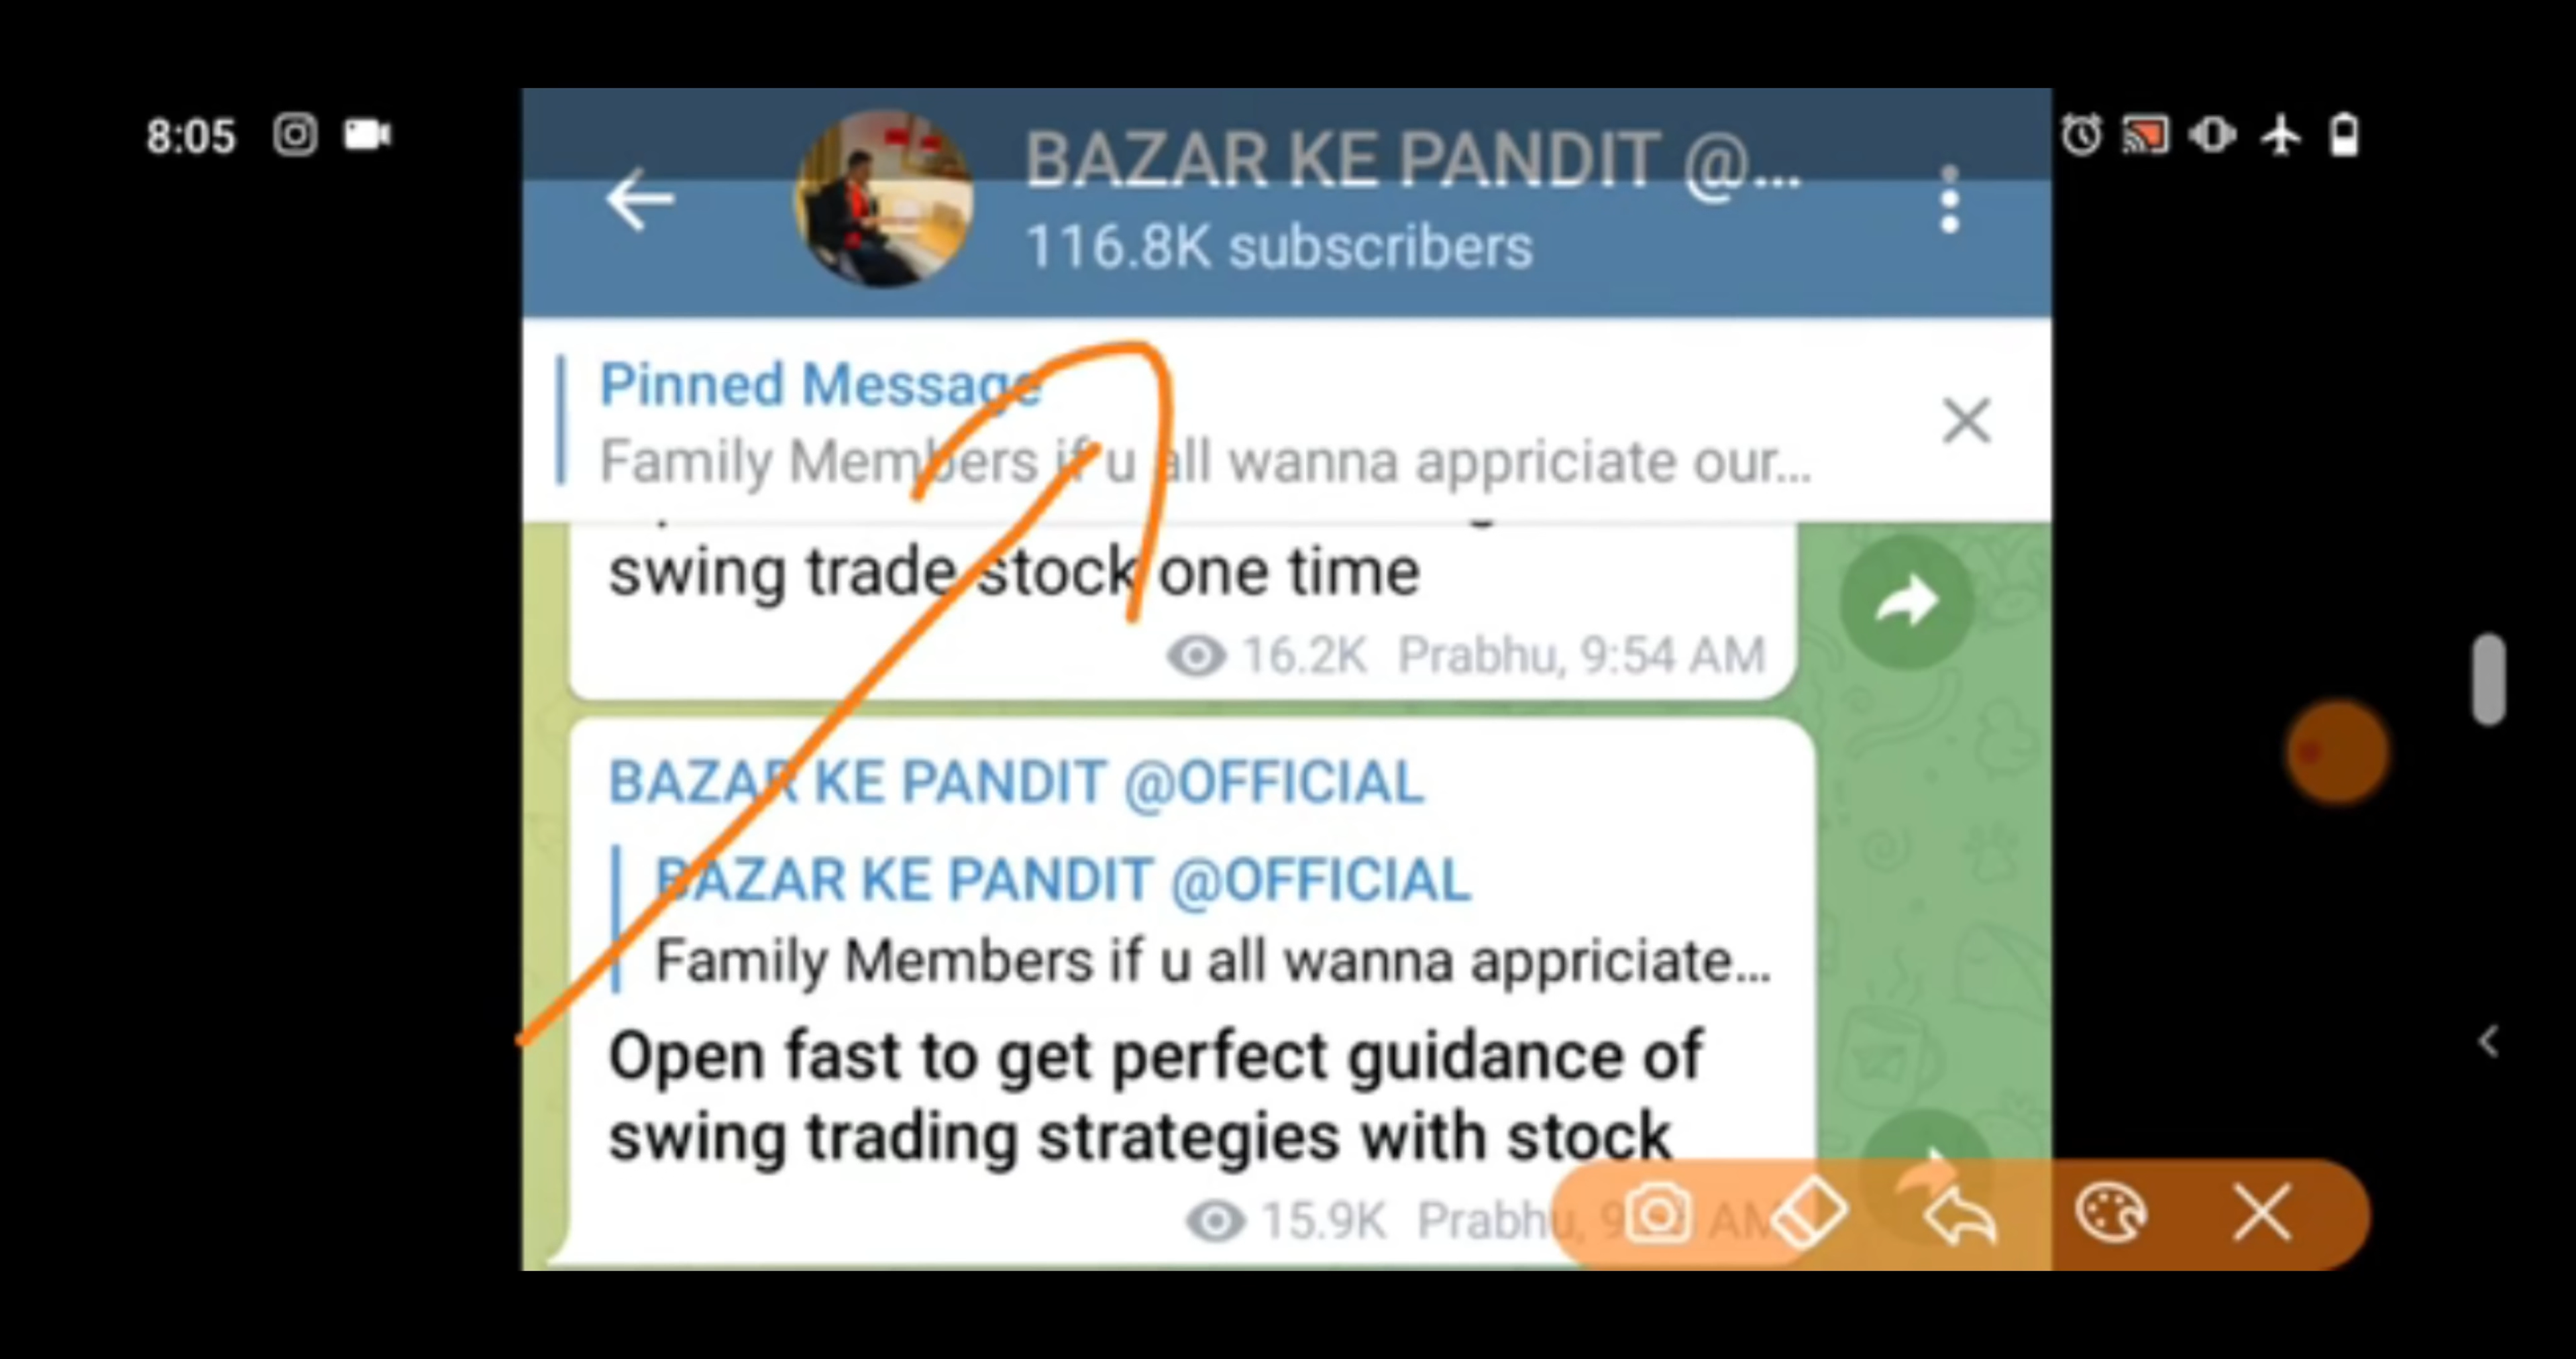 8:05
BAZAR KE PANDIT @...
116.8K subscribers
Pinned Message
Family Members if u all wanna appriciate our...
swing trade stock one time
16.2K Prabhu, 9:54 AM
BAZAR KE PANDIT @OFFICIAL
BAZAR KE PANDIT @OFFICIAL
Family Members if u all wanna appriciate...
Open fast to get perfect guidance of
swing trading strategies with stock
15.9K Prabhu, AM